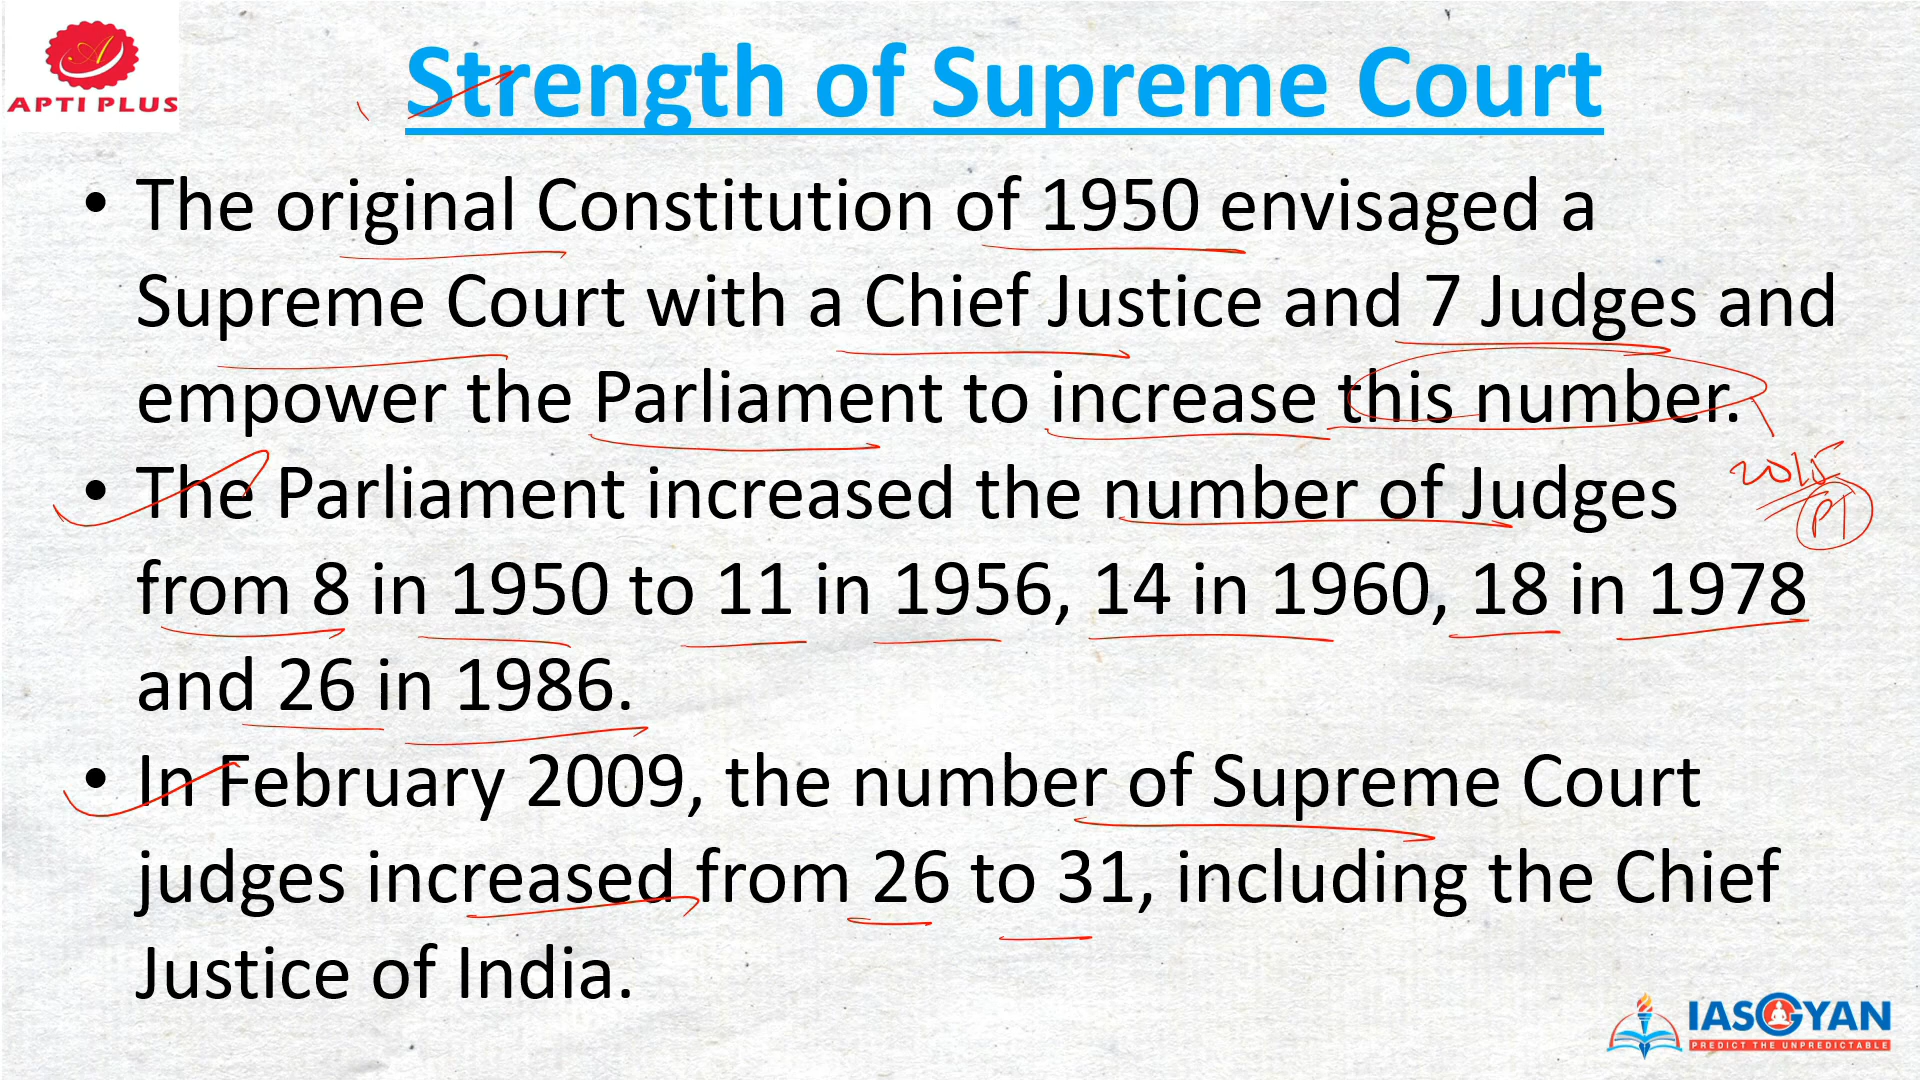 APTI PLUS
Strength of Supreme Court
• The original Constitution of 1950 envisaged a
Supreme Court with a Chief Justice and 7 Judges and
empower the Parliament to increase this number.
2015
PT
• The Parliament increased the number of Judges
from 8 in 1950 to 11 in 1956, 14 in 1960, 18 in 1978
and 26 in 1986.
• In February 2009, the number of Supreme Court
judges increased from 26 to 31, including the Chief
Justice of India.
IASGYAN
PREDICT THE UNPREDICTABLE